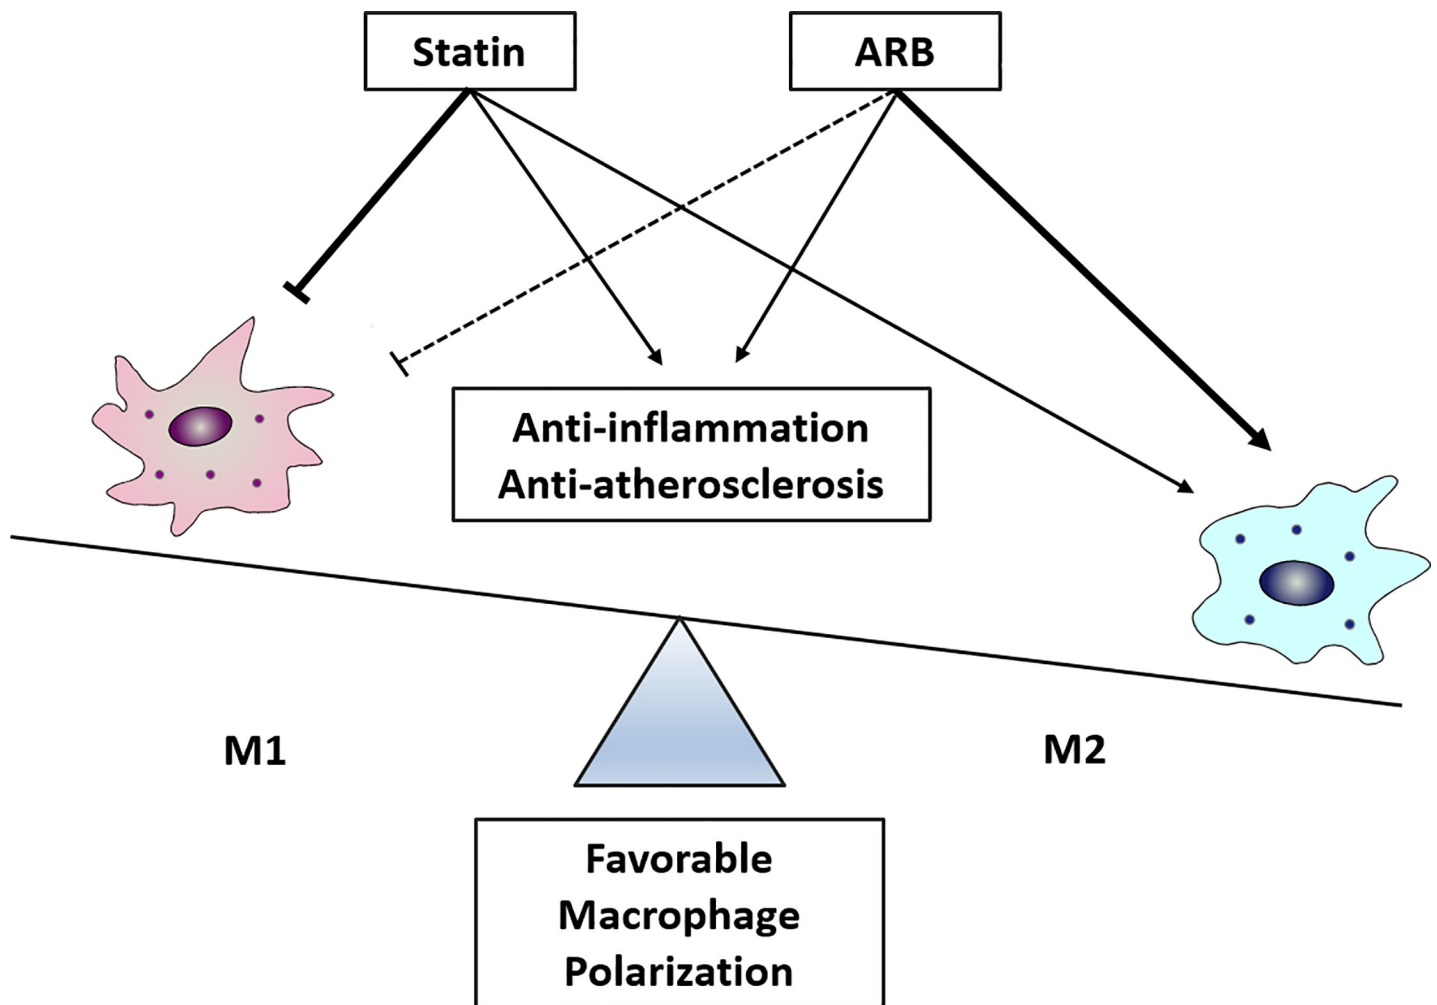 Statin
ARB
Anti-inflammation
Anti-atherosclerosis
M1
M2
Favorable
Macrophage
Polarization